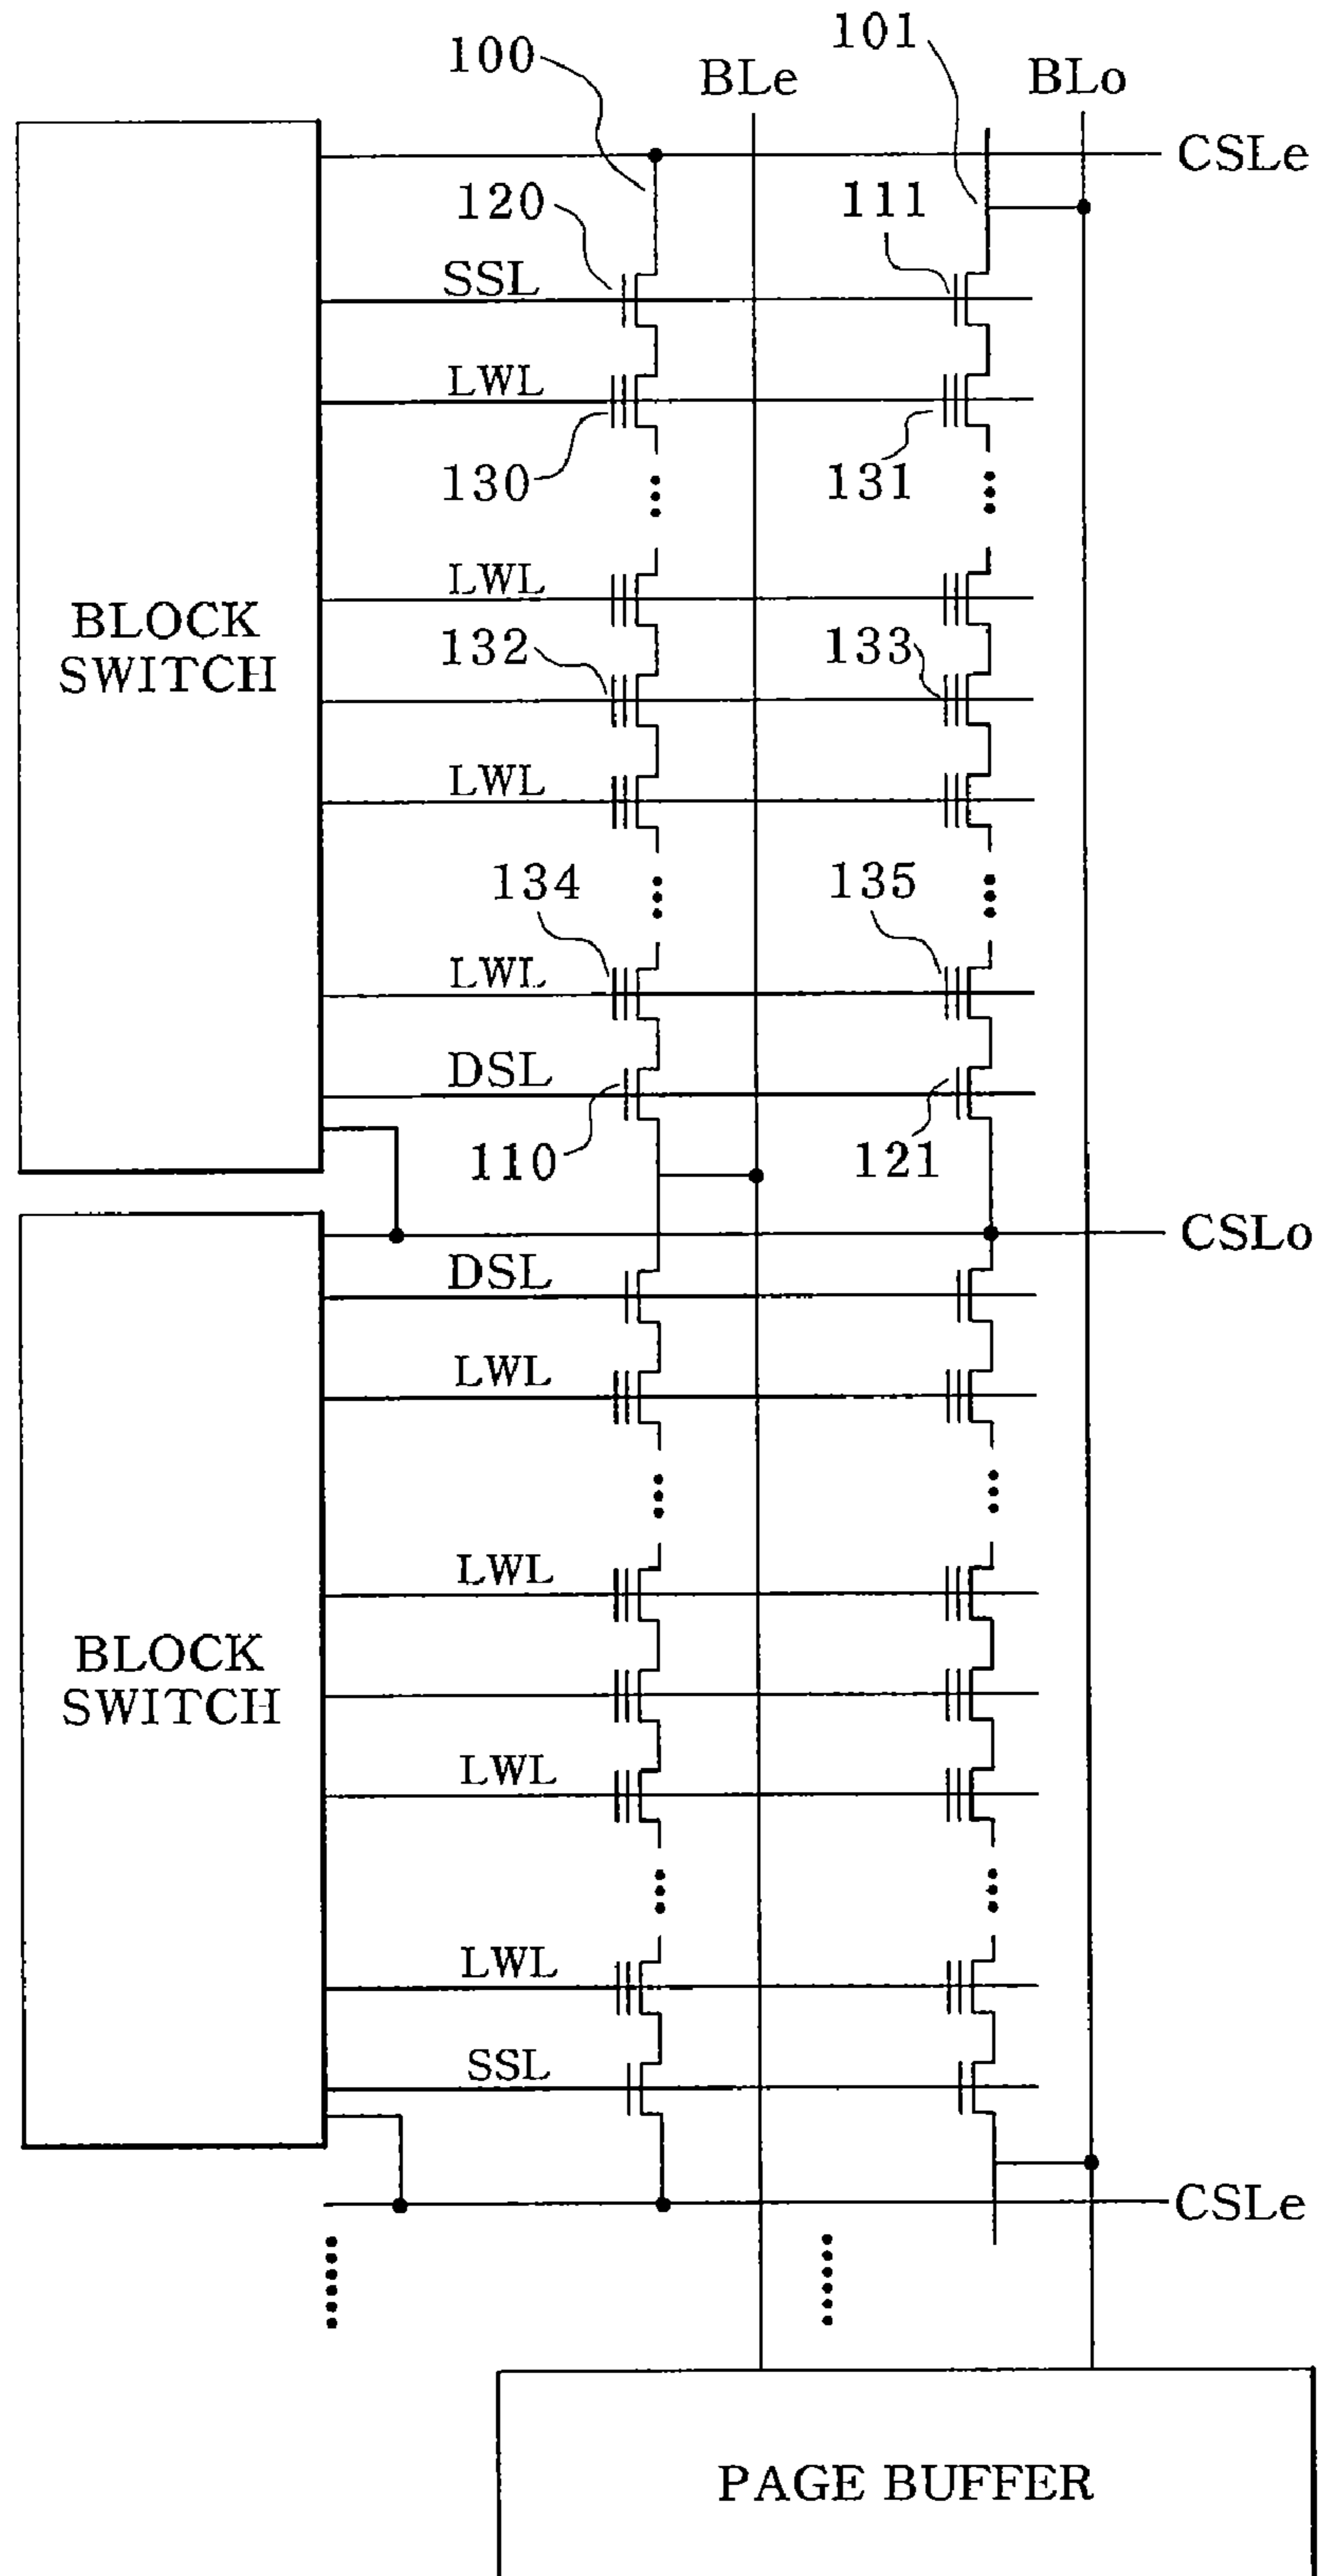 101
100
BLe
BLo
CSLe
120
111
SSL
LWL
130
131
LWL
BLOCK
SWITCH
132
133
LWL
134
135
LWL
DSL
110
121
CSLo
DSL
LWL
LWL
BLOCK
SWITCH
LWL
LWL
SSL
CSLe
PAGE BUFFER